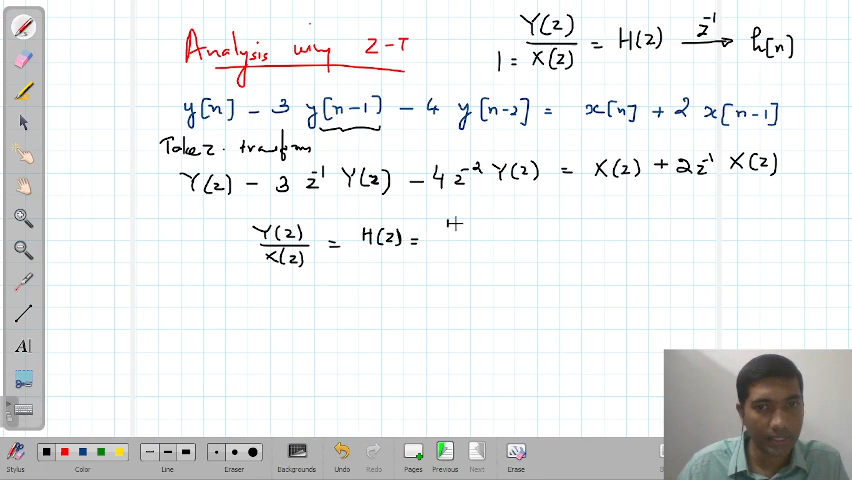 Analysis using Z-T
1 = Y(z)/X(z) = H(z) z⁻¹→ h[n]
y[n] - 3 y[n-1] - 4 y[n-2] = x[n] + 2 x[n-1]
Take z. transform
Y(z) - 3 z⁻¹ Y(z) - 4 z⁻² Y(z) = X(z) + 2z⁻¹ X(z)
Y(z)/X(z) = H(z) =
Stylus
Color
Line
Eraser
Backgrounds
Undo
Redo
Pages
Previous
Next
Erase